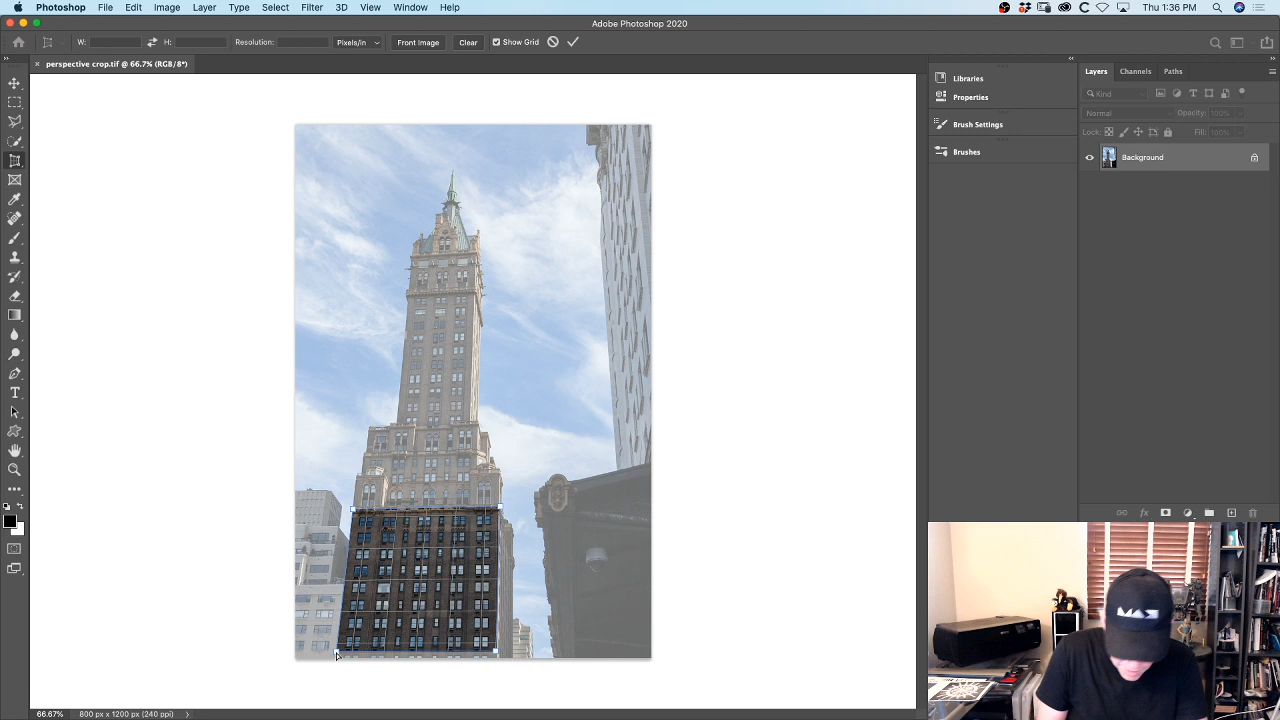 Photoshop File Edit Image Layer Type Select Filter 3D View Window Help Thu 1:36 PM
Adobe Photoshop 2020
W: H: Resolution: Pixels/in Front Image Clear Show Grid
× perspective crop.tif @ 66.7% (RGB/8*)
Libraries
Properties
Brush Settings
Brushes
Layers Channels Paths
Kind
Normal Opacity: 100%
Lock: Fill: 100%
Background
66.67% 800 px x 1200 px (240 ppi)